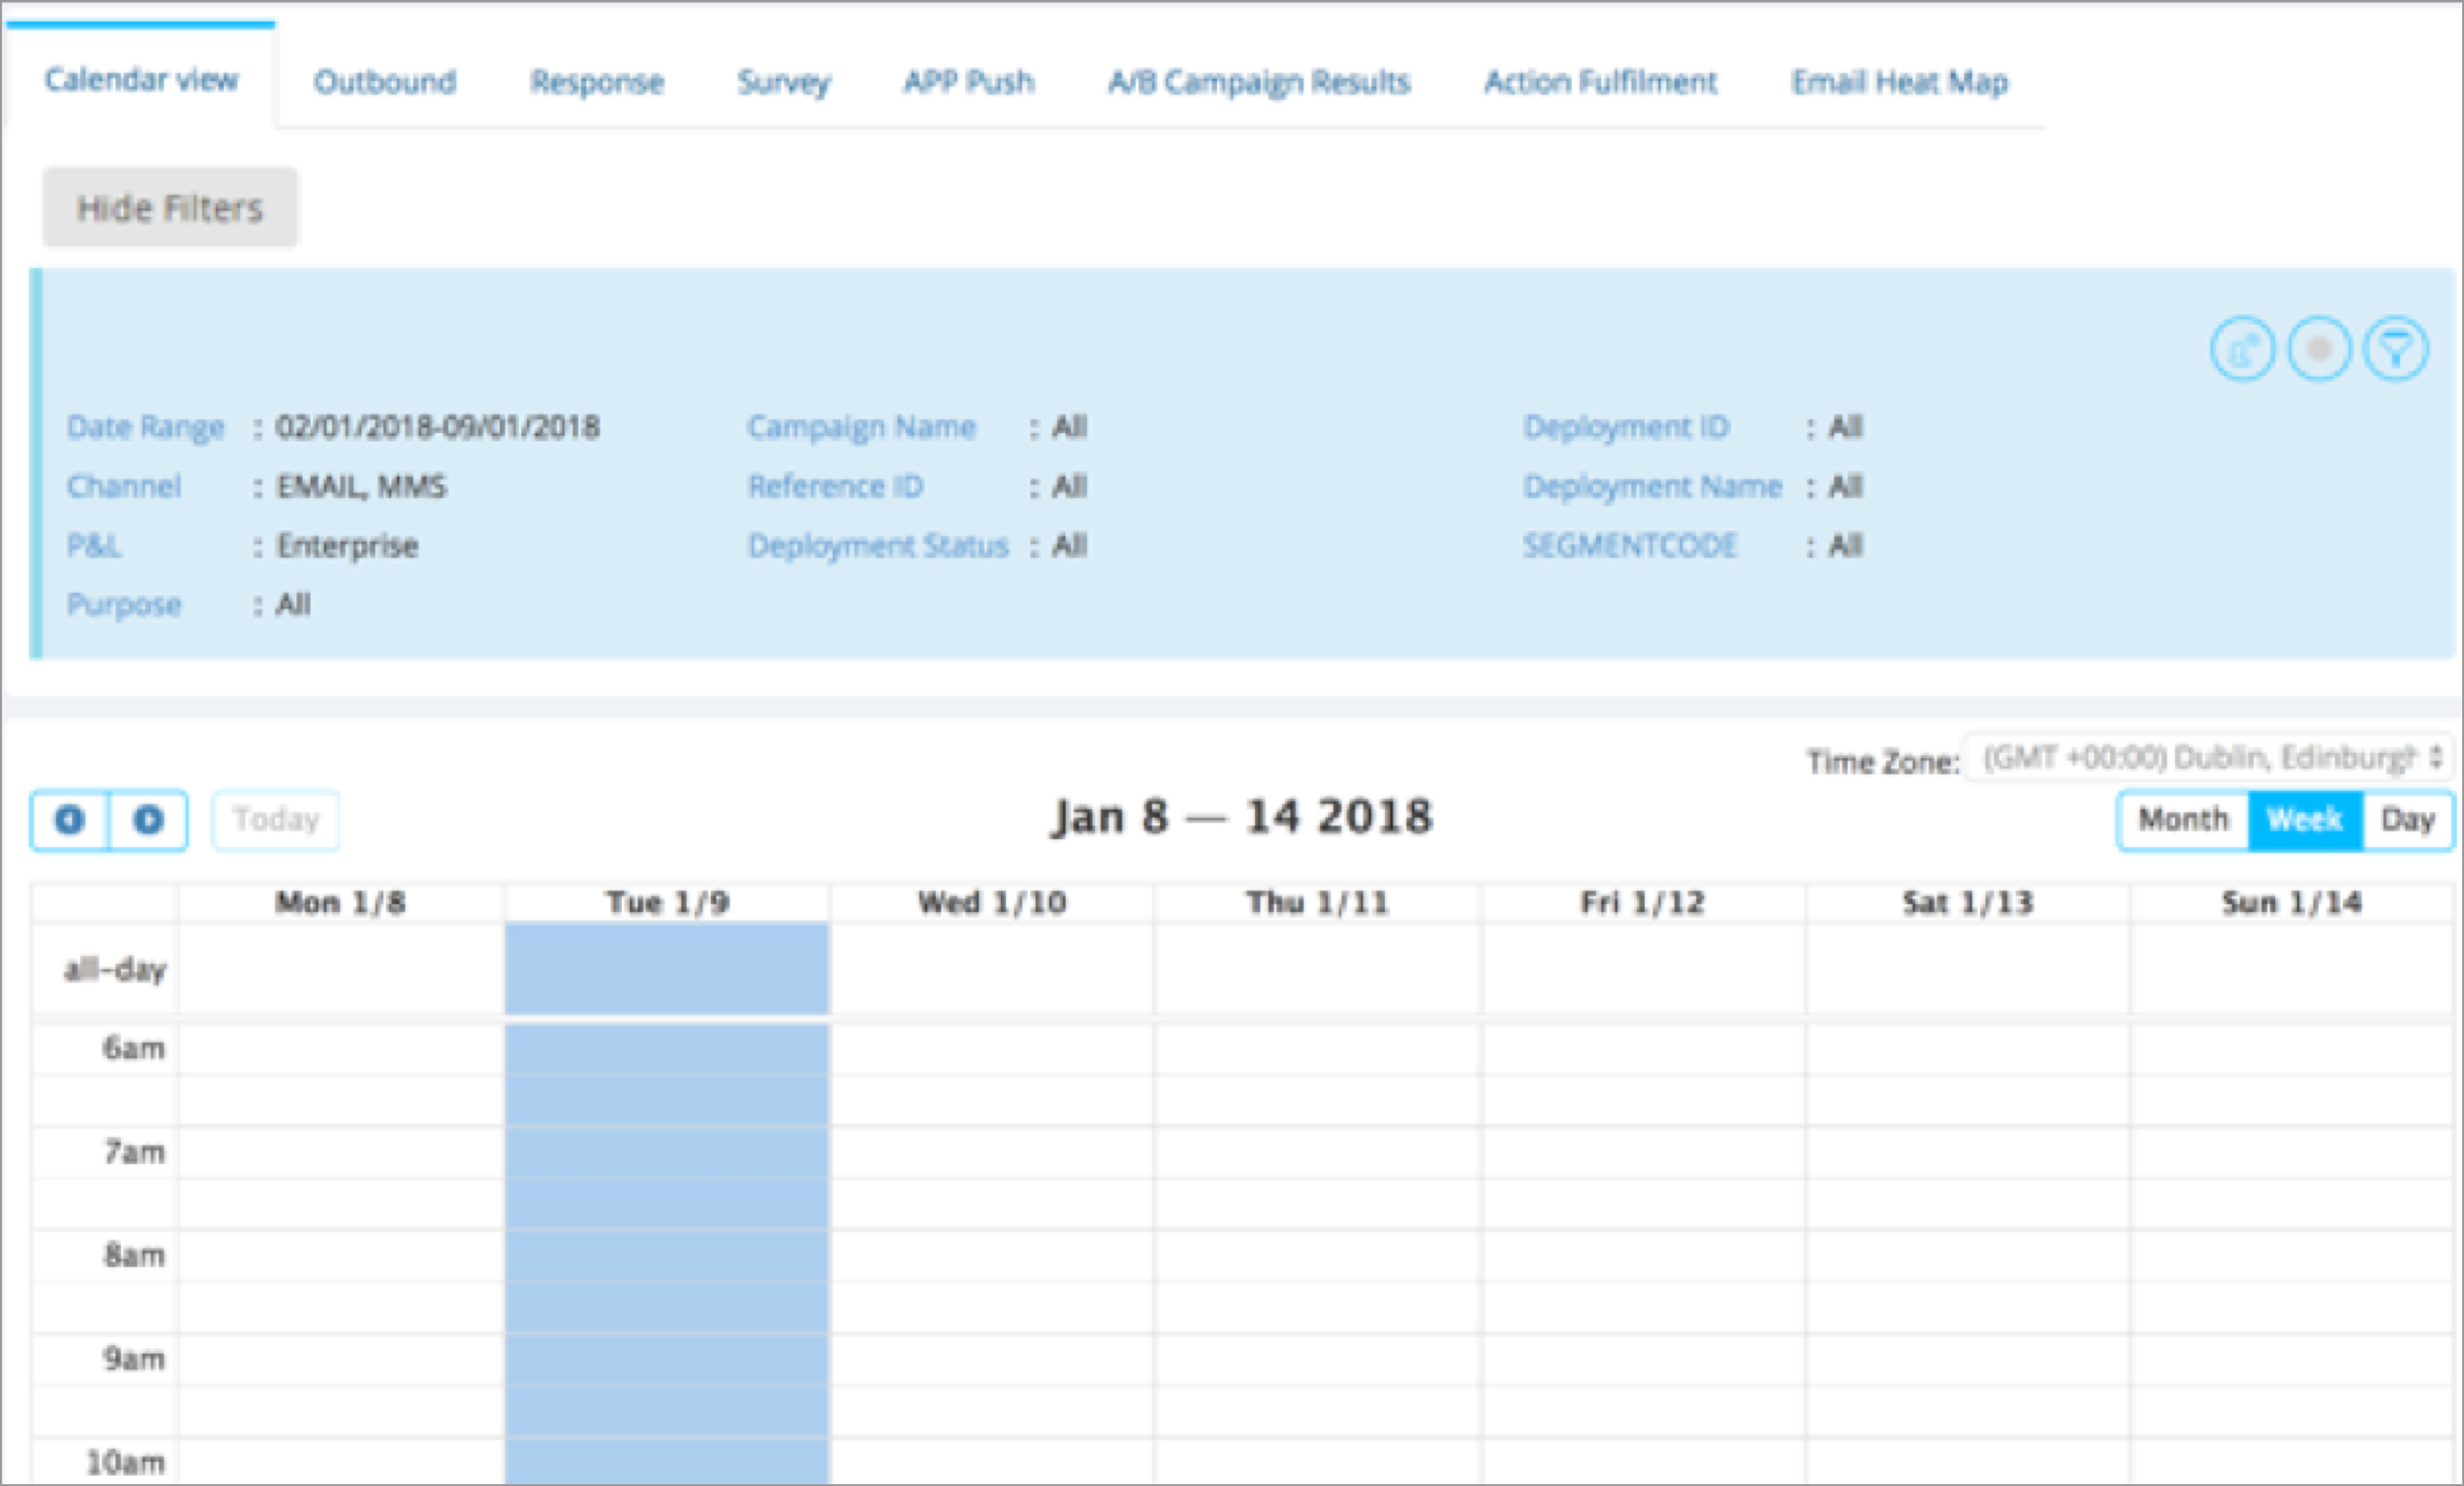 Calendar view Outbound Response Survey APP Push A/B Campaign Results Action Fulfilment Email Heat Map
Hide Filters
Date Range : 02/01/2018-09/01/2018 Campaign Name : All Deployment ID : All
Channel : EMAIL, MMS Reference ID : All Deployment Name : All
P&L : Enterprise Deployment Status : All SEGMENTCODE : All
Purpose : All
Time Zone: (GMT +00:00) Dublin, Edinburgh
Today Jan 8 — 14 2018 Month Week Day
Mon 1/8 Tue 1/9 Wed 1/10 Thu 1/11 Fri 1/12 Sat 1/13 Sun 1/14
all-day
6am
7am
8am
9am
10am